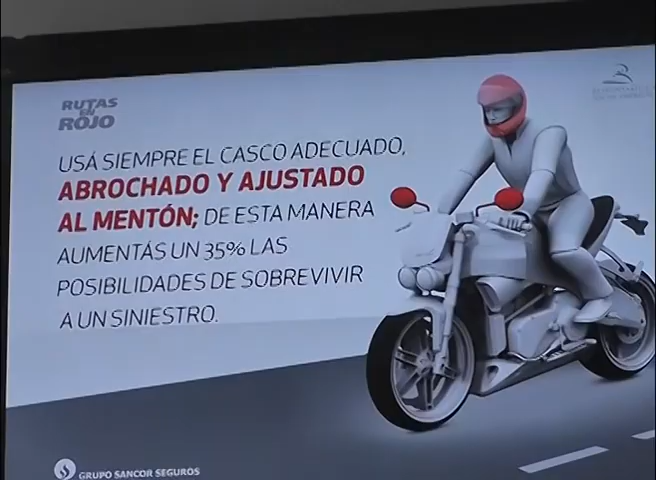 RUTAS
EN
ROJO
USÁ SIEMPRE EL CASCO ADECUADO,
ABROCHADO Y AJUSTADO
AL MENTÓN; DE ESTA MANERA
AUMENTÁS UN 35% LAS
POSIBILIDADES DE SOBREVIVIR
A UN SINIESTRO.
GRUPO SANCOR SEGUROS